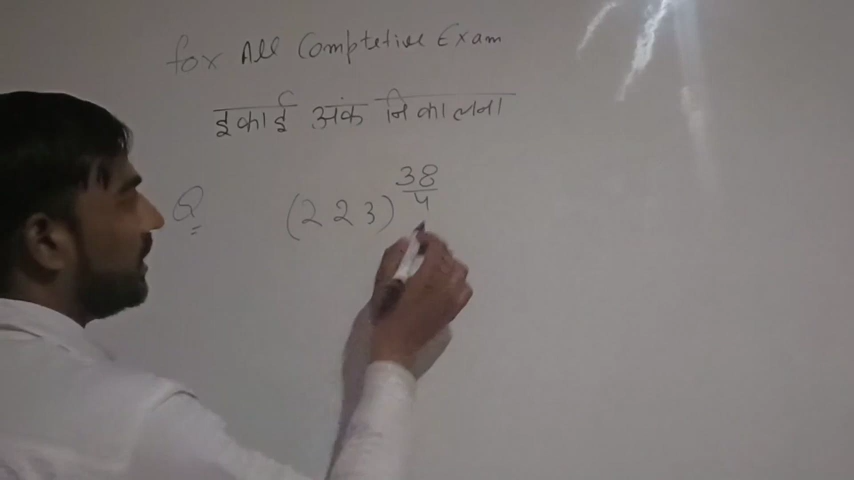 for All Comptetive Exam
इकाई अंक निकालना
Q (223)^38/4